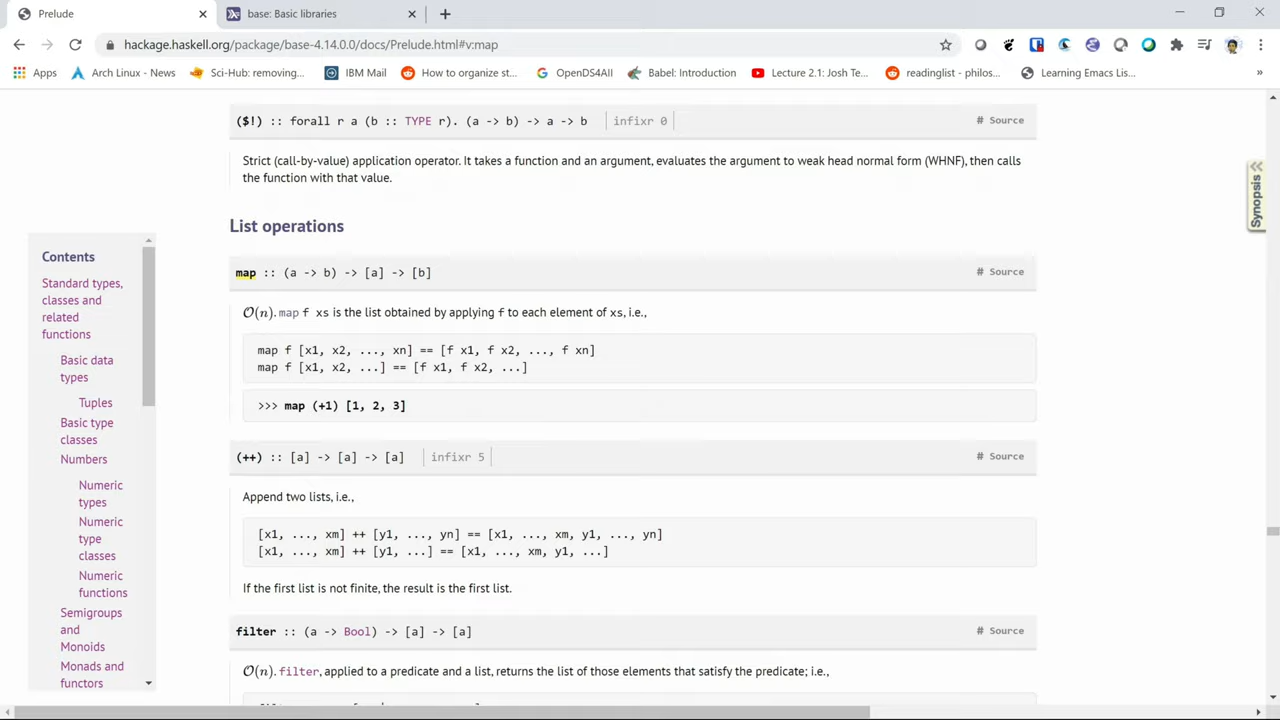 Prelude
base: Basic libraries
hackage.haskell.org/package/base-4.14.0.0/docs/Prelude.html#v:map
Apps
Arch Linux - News
Sci-Hub: removing...
IBM Mail
How to organize st...
OpenDS4All
Babel: Introduction
Lecture 2.1: Josh Te...
readinglist - philos...
Learning Emacs Lis...
»
($!) :: forall r a (b :: TYPE r). (a -> b) -> a -> b infixr 0 # Source
Strict (call-by-value) application operator. It takes a function and an argument, evaluates the argument to weak head normal form (WHNF), then calls
the function with that value.
Synopsis
List operations
map :: (a -> b) -> [a] -> [b] # Source
O(n). map f xs is the list obtained by applying f to each element of xs, i.e.,
map f [x1, x2, ..., xn] == [f x1, f x2, ..., f xn]
map f [x1, x2, ...] == [f x1, f x2, ...]
>>> map (+1) [1, 2, 3]
(++) :: [a] -> [a] -> [a] infixr 5 # Source
Append two lists, i.e.,
[x1, ..., xm] ++ [y1, ..., yn] == [x1, ..., xm, y1, ..., yn]
[x1, ..., xm] ++ [y1, ...] == [x1, ..., xm, y1, ...]
If the first list is not finite, the result is the first list.
filter :: (a -> Bool) -> [a] -> [a] # Source
O(n). filter, applied to a predicate and a list, returns the list of those elements that satisfy the predicate; i.e.,
Contents
Standard types,
classes and
related
functions
Basic data
types
Tuples
Basic type
classes
Numbers
Numeric
types
Numeric
type
classes
Numeric
functions
Semigroups
and
Monoids
Monads and
functors